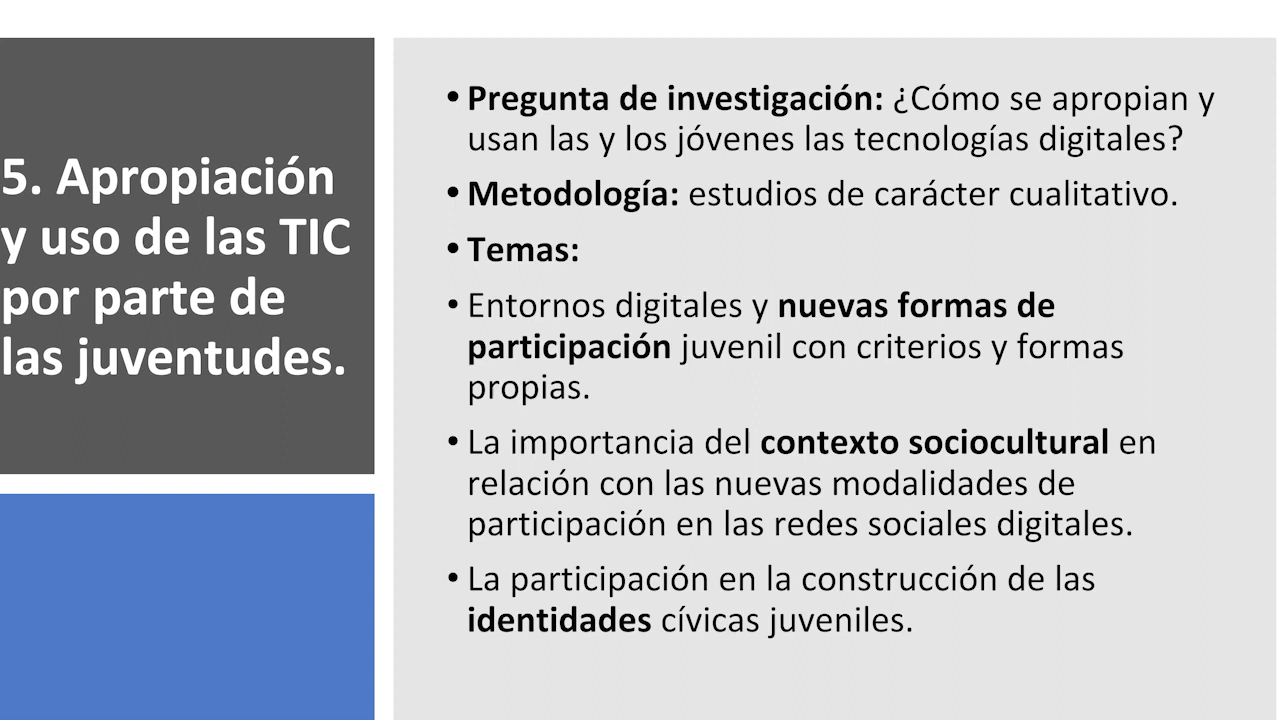 5. Apropiación
y uso de las TIC
por parte de
las juventudes.
• Pregunta de investigación: ¿Cómo se apropian y
usan las y los jóvenes las tecnologías digitales?
• Metodología: estudios de carácter cualitativo.
• Temas:
• Entornos digitales y nuevas formas de
participación juvenil con criterios y formas
propias.
• La importancia del contexto sociocultural en
relación con las nuevas modalidades de
participación en las redes sociales digitales.
• La participación en la construcción de las
identidades cívicas juveniles.